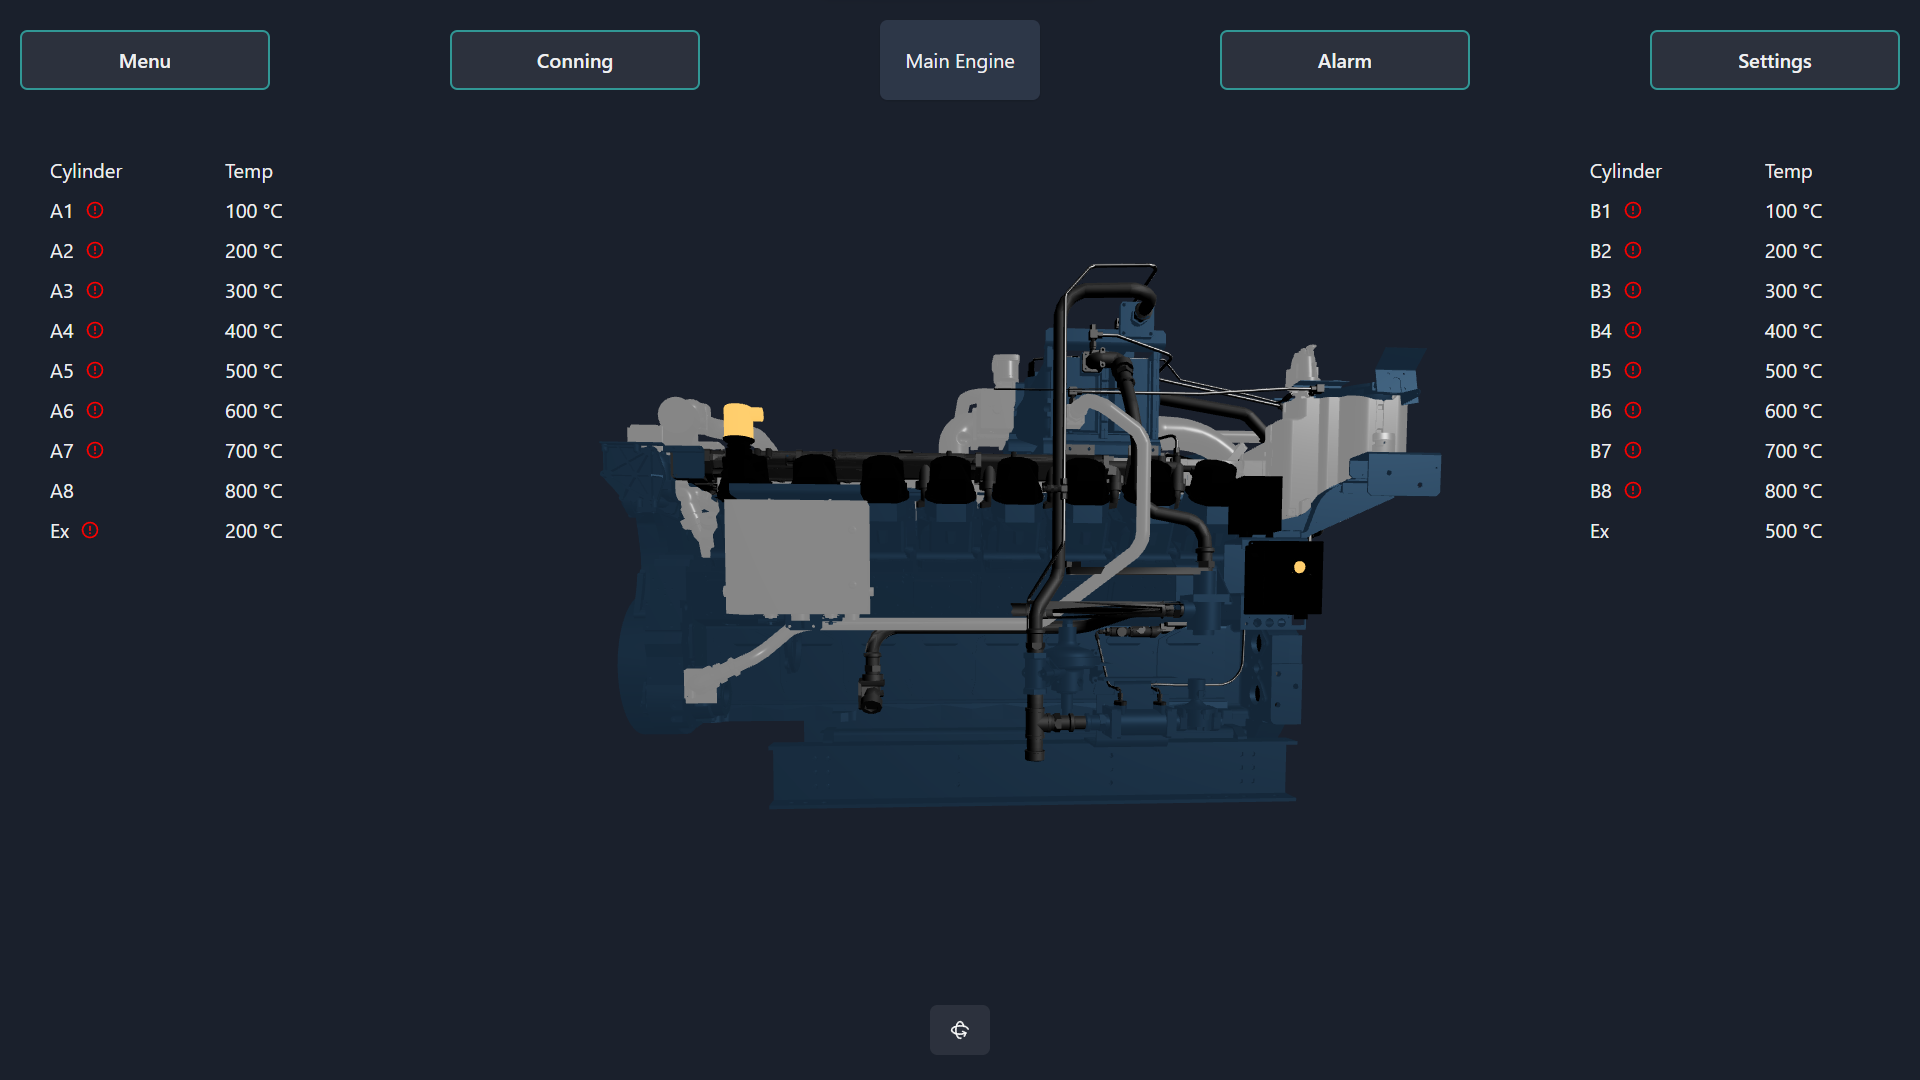 Menu
Conning
Main Engine
Alarm
Settings
Cylinder Temp
A1 100 °C
A2 200 °C
A3 300 °C
A4 400 °C
A5 500 °C
A6 600 °C
A7 700 °C
A8 800 °C
Ex 200 °C
Cylinder Temp
B1 100 °C
B2 200 °C
B3 300 °C
B4 400 °C
B5 500 °C
B6 600 °C
B7 700 °C
B8 800 °C
Ex 500 °C